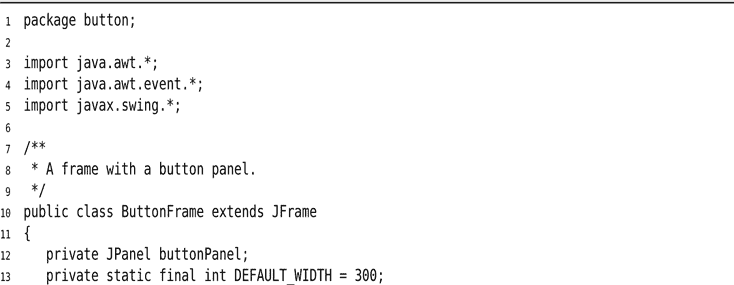 1 package button;
2
3 import java.awt.*;
4 import java.awt.event.*;
5 import javax.swing.*;
6
7 /**
8  * A frame with a button panel.
9  */
10 public class ButtonFrame extends JFrame
11 {
12    private JPanel buttonPanel;
13    private static final int DEFAULT_WIDTH = 300;